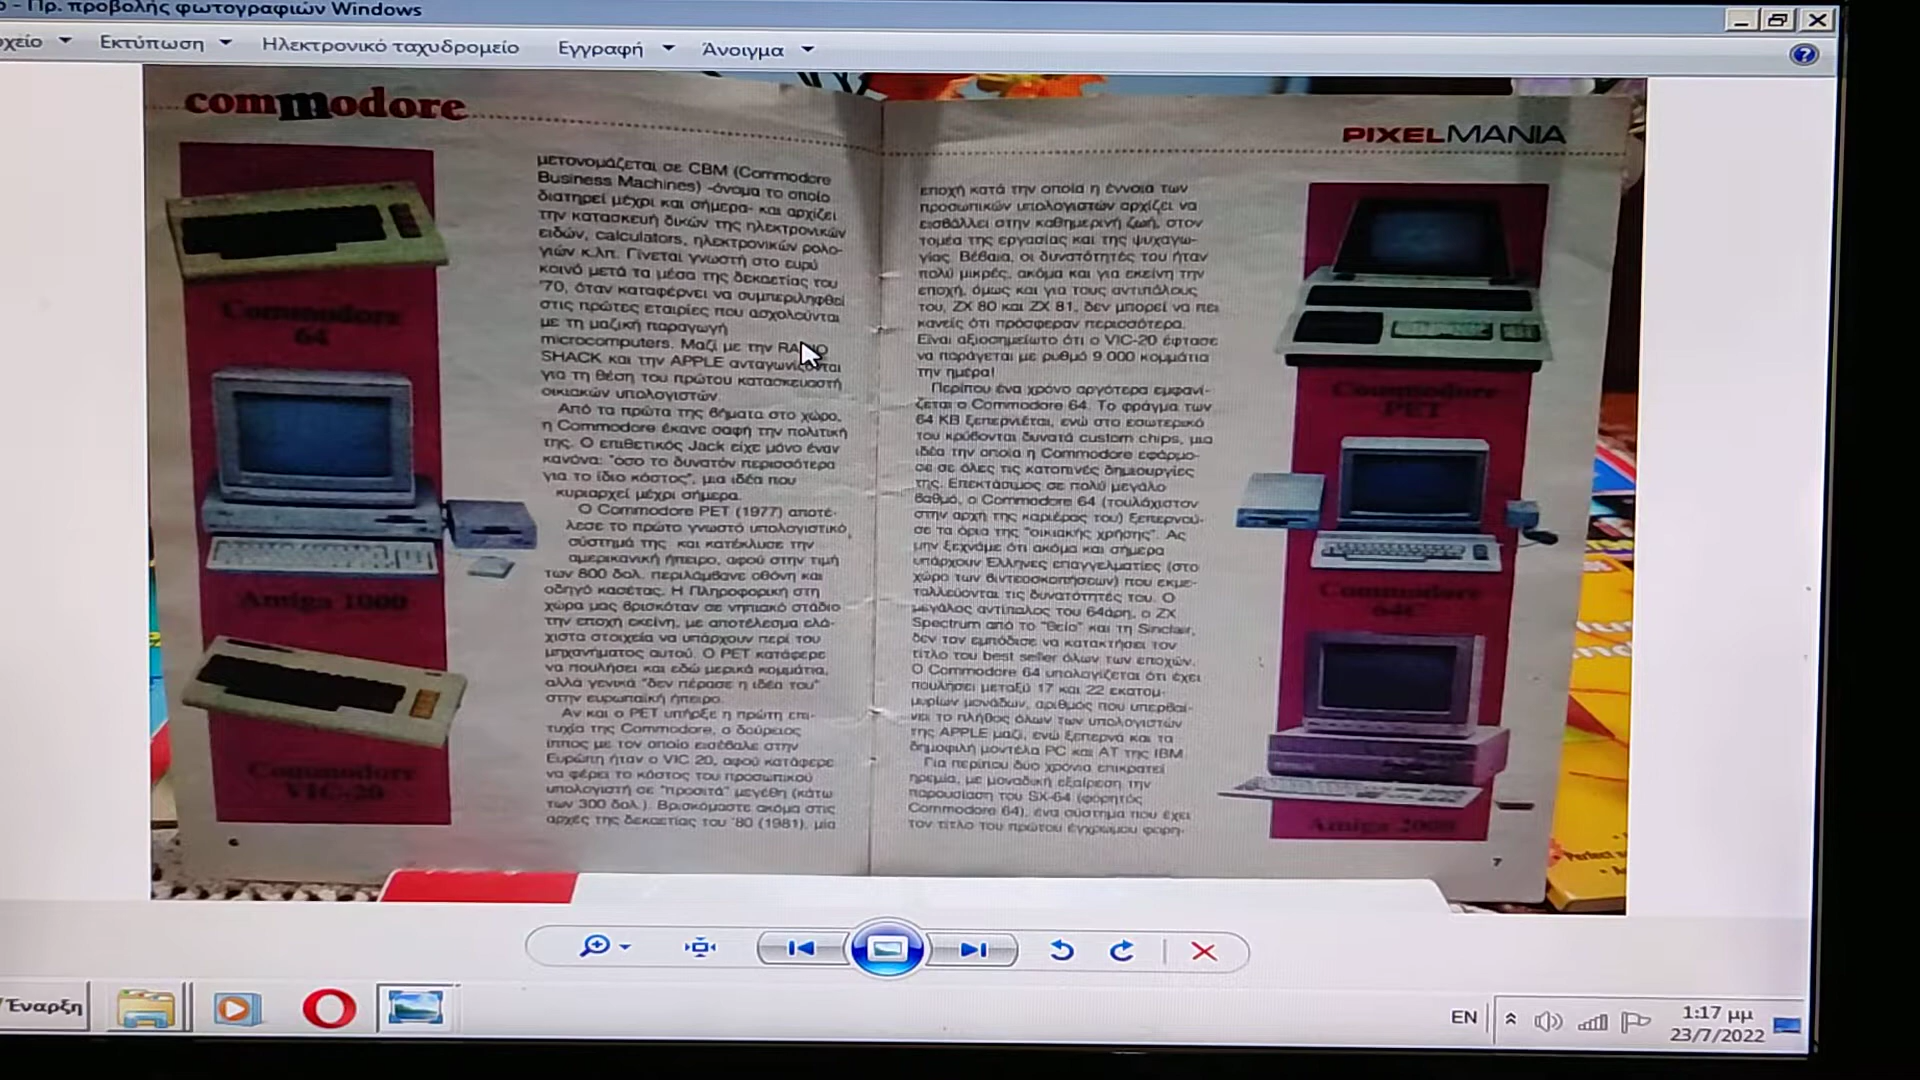 - Πρ. προβολής φωτογραφιών Windows
Εκτύπωση
Ηλεκτρονικό ταχυδρομείο
Εγγραφή
Άνοιγμα
commodore
μετονομάζεται σε CBM (Commodore
Business Machines) -όνομα το οποίο
διατηρεί μέχρι και σήμερα- και αρχίζει
την κατασκευή δικών της ηλεκτρονικών
ειδών, calculators, ηλεκτρονικών ρολο-
γιών κ.λπ. Γίνεται γνωστή στο ευρύ
κοινό μετά τα μέσα της δεκαετίας του
'70, όταν καταφέρνει να συμπεριληφθεί
στις πρώτες εταιρίες που ασχολούνται
με τη μαζική παραγωγή
microcomputers. Μαζί με την RADIO
SHACK και την APPLE ανταγωνίζονται
για τη θέση του πρώτου κατασκευαστή
οικιακών υπολογιστών.
Από τα πρώτα της βήματα στο χώρο,
η Commodore έκανε σαφή την πολιτική
της. Ο επιθετικός Jack είχε μόνο έναν
κανόνα: "όσο το δυνατόν περισσότερα
για το ίδιο κόστος", μια ιδέα που
κυριαρχεί μέχρι σήμερα.
Ο Commodore PET (1977) αποτέ-
λεσε το πρώτο γνωστό υπολογιστικό
σύστημά της και κατέκλυσε την
αμερικανική ήπειρο, αφού στην τιμή
των 800 δολ. περιλάμβανε οθόνη και
οδηγό κασέτας. Η Πληροφορική στη
χώρα μας βρισκόταν σε νηπιακό στάδιο
την εποχή εκείνη, με αποτέλεσμα ελά-
χιστα στοιχεία να υπάρχουν περί του
μηχανήματος αυτού. Ο PET κατάφερε
να πουλήσει και εδώ μερικά κομμάτια,
αλλά γενικά "δεν πέρασε η ιδέα του"
στην ευρωπαϊκή ήπειρο.
Αν και ο PET υπήρξε η πρώτη επι-
τυχία της Commodore, ο δούρειος
ίππος με τον οποίο εισέβαλε στην
Ευρώπη ήταν ο VIC 20, αφού κατάφερε
να φέρει το κόστος του προσωπικού
υπολογιστή σε "προσιτά" μεγέθη (κάτω
των 300 δολ.). Βρισκόμαστε ακόμα στις
αρχές της δεκαετίας του '80 (1981), μία
Commodore
64
Amiga 1000
Commodore
VIC-20
6
PIXELMANIA
εποχή κατά την οποία η έννοια των
προσωπικών υπολογιστών αρχίζει να
εισβάλλει στην καθημερινή ζωή, στον
τομέα της εργασίας και της ψυχαγω-
γίας. Βέβαια, οι δυνατότητές του ήταν
πολύ μικρές, ακόμα και για εκείνη την
εποχή, όμως και για τους αντιπάλους
του, ZX 80 και ZX 81, δεν μπορεί να πει
κανείς ότι πρόσφεραν περισσότερα.
Είναι αξιοσημείωτο ότι ο VIC-20 έφτασε
να παράγεται με ρυθμό 9.000 κομμάτια
την ημέρα!
Περίπου ένα χρόνο αργότερα εμφανί-
ζεται ο Commodore 64. Το φράγμα των
64 KB ξεπερνιέται, ενώ στο εσωτερικό
του κρύβονται δυνατά custom chips, μια
ιδέα την οποία η Commodore εφάρμο-
σε σε όλες τις κατοπινές δημιουργίες
της. Επεκτάσιμος σε πολύ μεγάλο
βαθμό, ο Commodore 64 (τουλάχιστον
στην αρχή της καριέρας του) ξεπερνού-
σε τα όρια της "οικιακής χρήσης". Ας
μην ξεχνάμε ότι ακόμα και σήμερα
υπάρχουν Έλληνες επαγγελματίες (στο
χώρο των βιντεοσκοπήσεων) που εκμε-
ταλλεύονται τις δυνατότητές του. Ο
μεγάλος αντίπαλος του 64άρη, ο ZX
Spectrum από το "θείο" και τη Sinclair,
δεν τον εμπόδισε να κατακτήσει τον
τίτλο του best seller όλων των εποχών.
Ο Commodore 64 υπολογίζεται ότι έχει
πουλήσει μεταξύ 17 και 22 εκατομ-
μυρίων μονάδων, αριθμός που υπερβαί-
νει το πλήθος όλων των υπολογιστών
της APPLE μαζί, ενώ ξεπερνά και τα
δημοφιλή μοντέλα PC και AT της IBM.
Για περίπου δύο χρόνια επικρατεί
ηρεμία, με μοναδική εξαίρεση την
παρουσίαση του SX-64 (φορητός
Commodore 64), ένα σύστημα που έχει
τον τίτλο του πρώτου έγχρωμου φορη-
Commodore
PET
Commodore
64C
Amiga 2000
7
Έναρξη
EN
1:17 μμ
23/7/2022